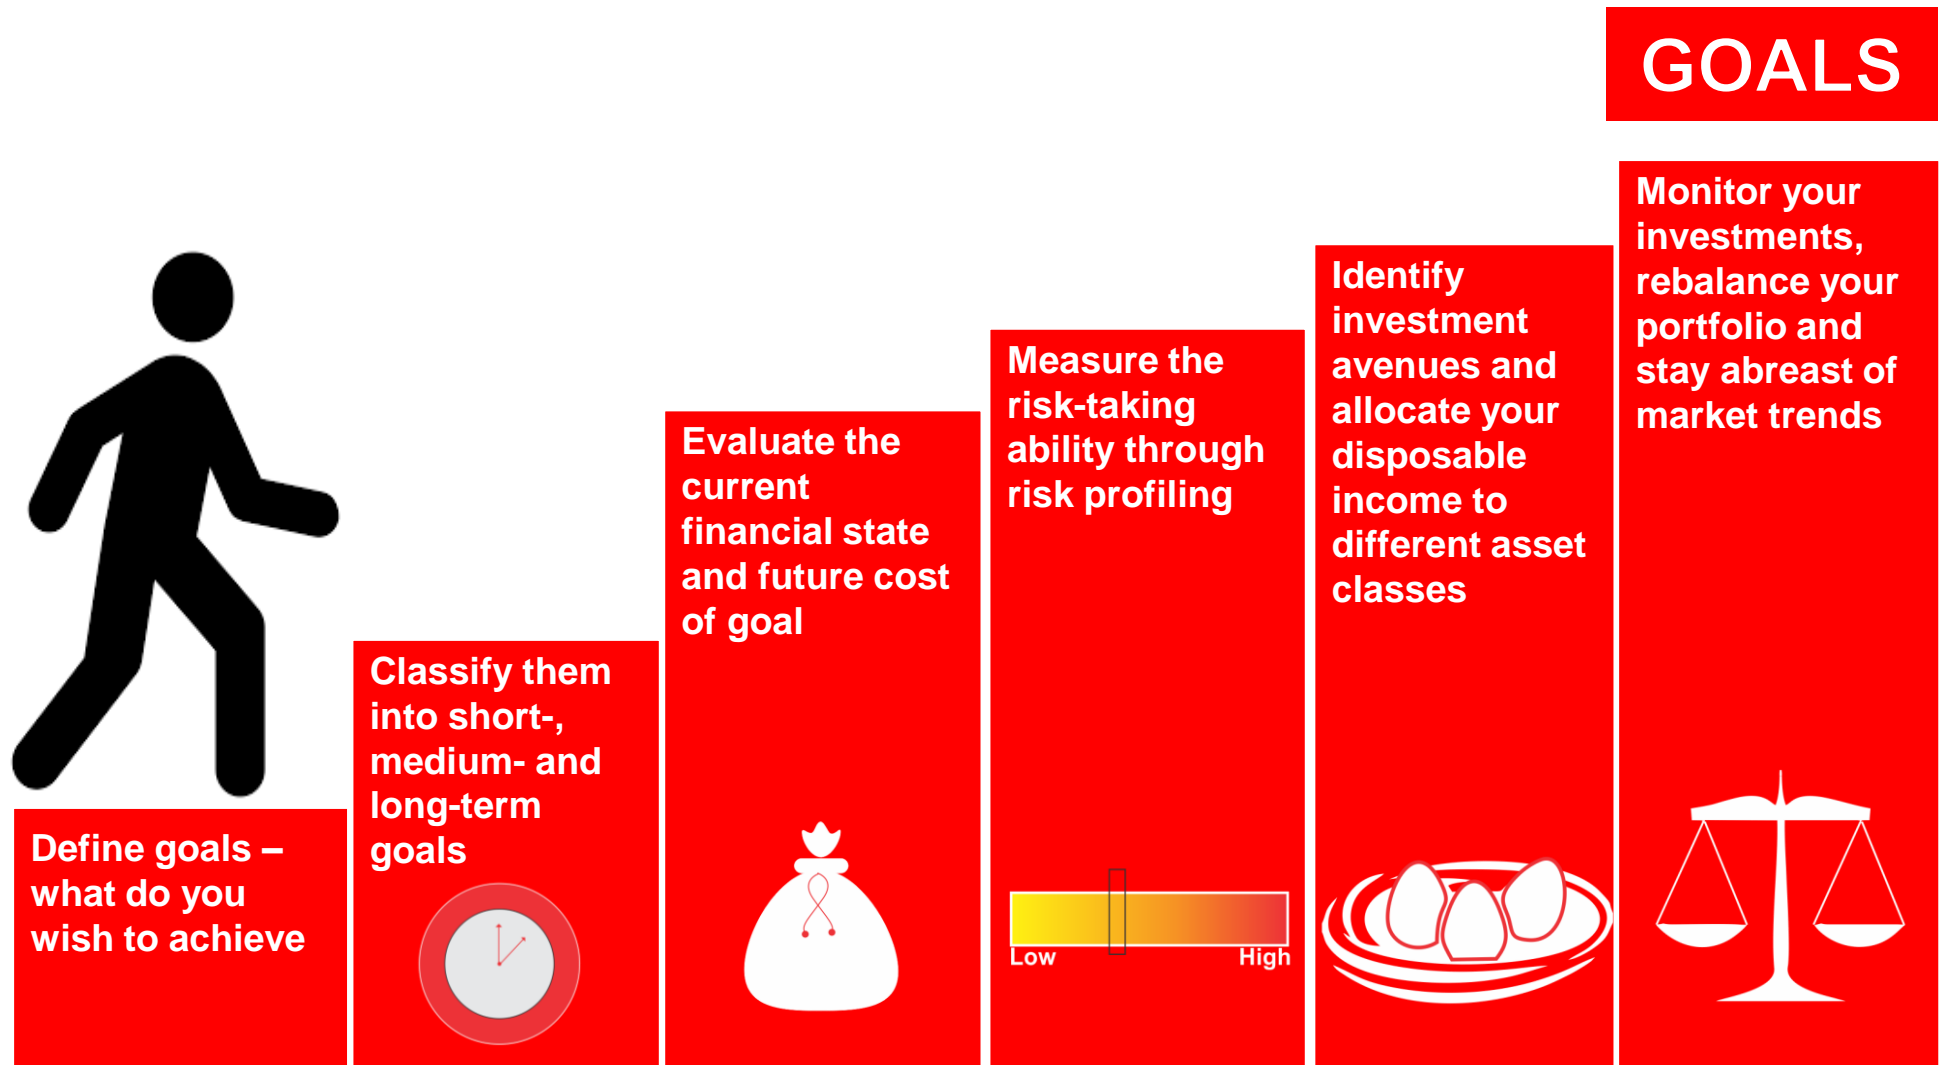 GOALS
Define goals –
what do you
wish to achieve
Classify them
into short-,
medium- and
long-term
goals
Evaluate the
current
financial state
and future cost
of goal
Measure the
risk-taking
ability through
risk profiling
Low
High
Identify
investment
avenues and
allocate your
disposable
income to
different asset
classes
Monitor your
investments,
rebalance your
portfolio and
stay abreast of
market trends